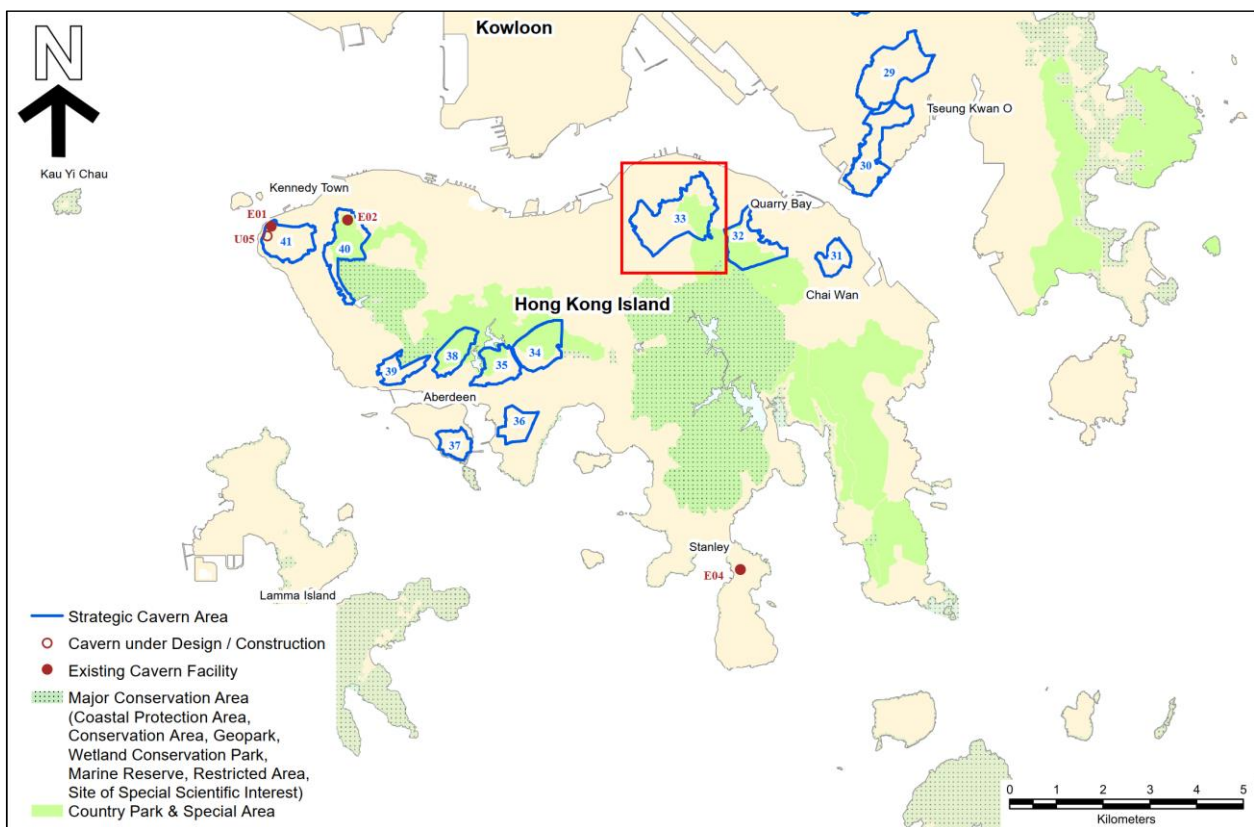 N
Kowloon
29
Tseung Kwan O
30
Kau Yi Chau
Kennedy Town
E01
E02
U05
41
40
33
Quarry Bay
32
31
Chai Wan
Hong Kong Island
34
35
38
39
Aberdeen
36
37
Stanley
E04
Lamma Island
Strategic Cavern Area
Cavern under Design / Construction
Existing Cavern Facility
Major Conservation Area
(Coastal Protection Area,
Conservation Area, Geopark,
Wetland Conservation Park,
Marine Reserve, Restricted Area,
Site of Special Scientific Interest)
Country Park & Special Area
0 1 2 3 4 5
Kilometers